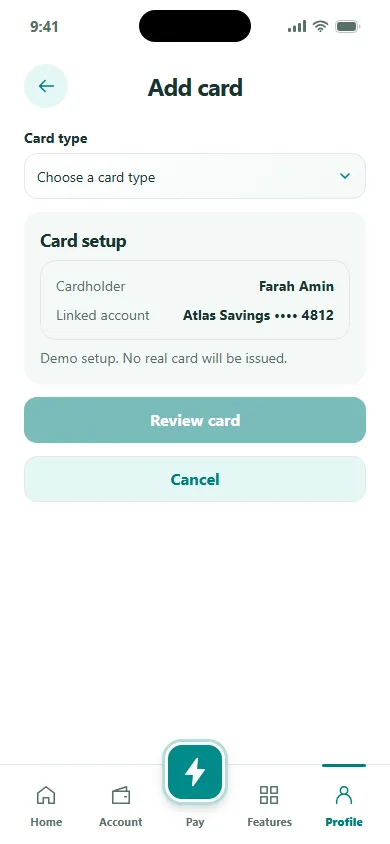 9:41
Add card
Card type
Choose a card type
Card setup
Cardholder Farah Amin
Linked account Atlas Savings •••• 4812
Demo setup. No real card will be issued.
Review card
Cancel
Home Account Pay Features Profile